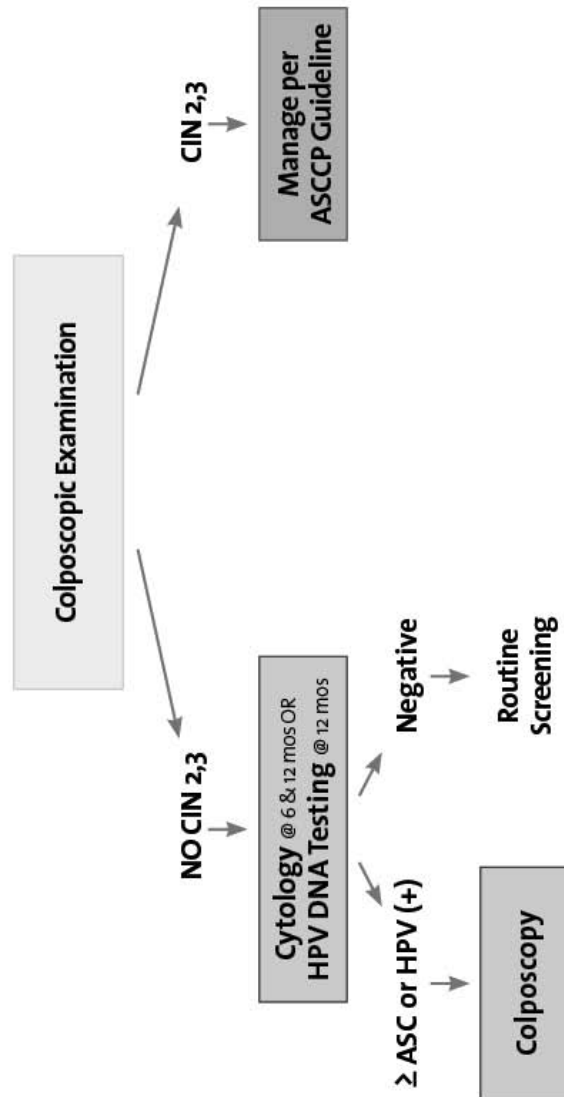 Colposcopic Examination
NO CIN 2,3
CIN 2,3
Cytology @ 6 & 12 mos OR
HPV DNA Testing @ 12 mos
Manage per
ASCCP Guideline
≥ ASC or HPV (+)
Negative
Colposcopy
Routine
Screening